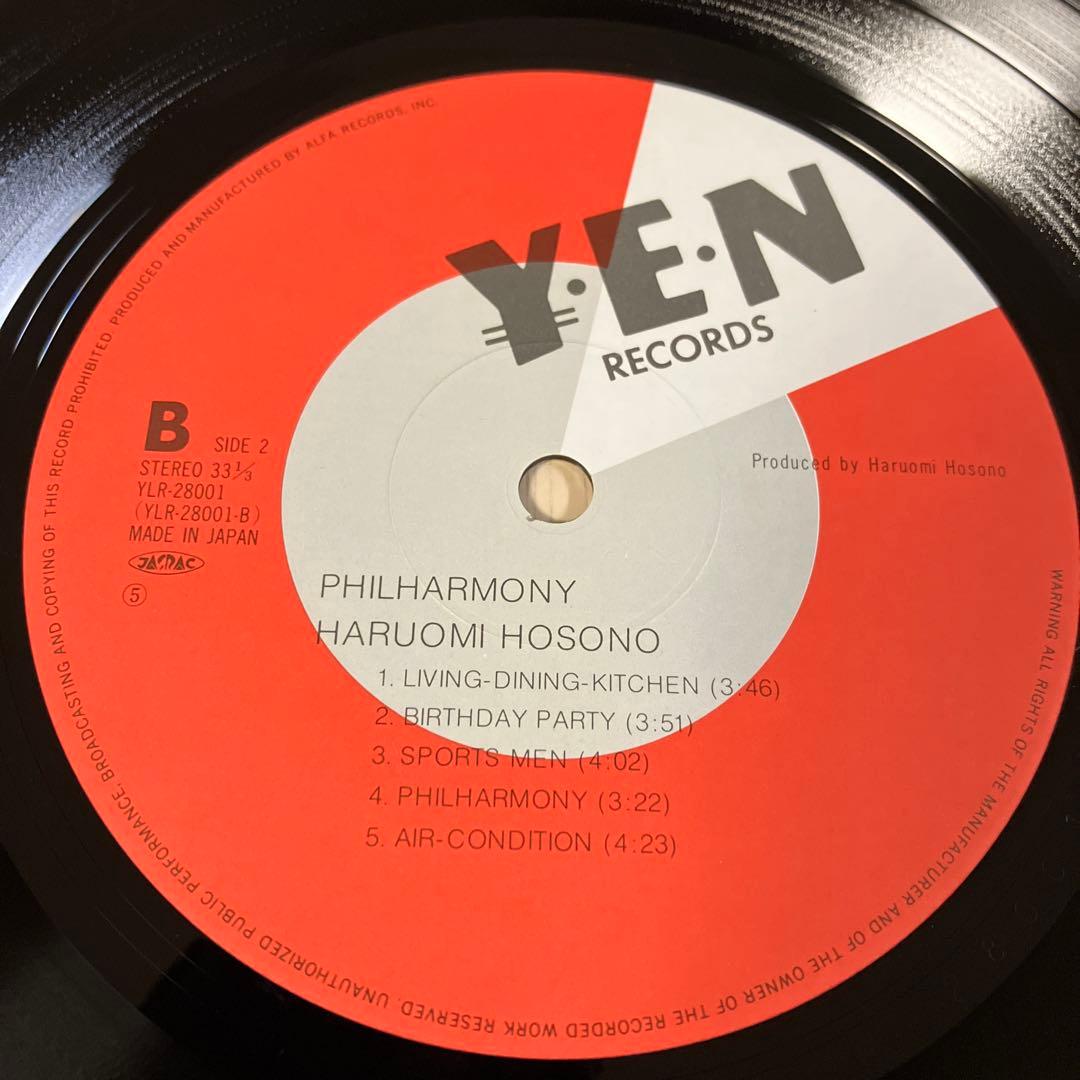 Y·E·N
RECORDS
B SIDE 2
STEREO 33 1/3
YLR-28001
(YLR-28001-B)
MADE IN JAPAN
JASRAC
⑤
Produced by Haruomi Hosono
PHILHARMONY
HARUOMI HOSONO
1. LIVING-DINING-KITCHEN (3:46)
2. BIRTHDAY PARTY (3:51)
3. SPORTS MEN (4:02)
4. PHILHARMONY (3:22)
5. AIR-CONDITION (4:23)
WARNING ALL RIGHTS OF THE MANUFACTURER AND OF THE OWNER OF THE RECORDED WORK RESERVED. UNAUTHORIZED PUBLIC PERFORMANCE, BROADCASTING AND COPYING OF THIS RECORD PROHIBITED. PRODUCED AND MANUFACTURED BY ALFA RECORDS, INC.